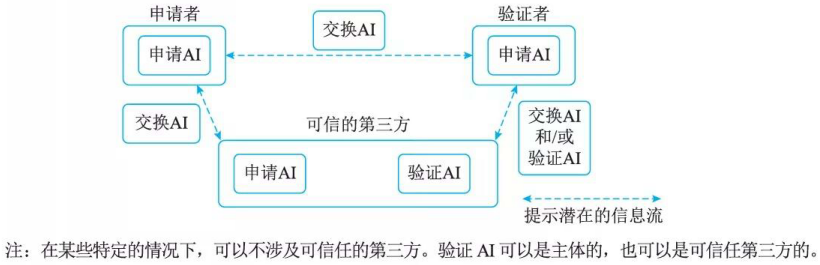 申请者
验证者
交换AI
申请AI
申请AI
交换AI
可信的第三方
交换AI
和/或
验证AI
申请AI
验证AI
提示潜在的信息流
注：在某些特定的情况下，可以不涉及可信任的第三方。验证 AI 可以是主体的，也可以是可信任第三方的。